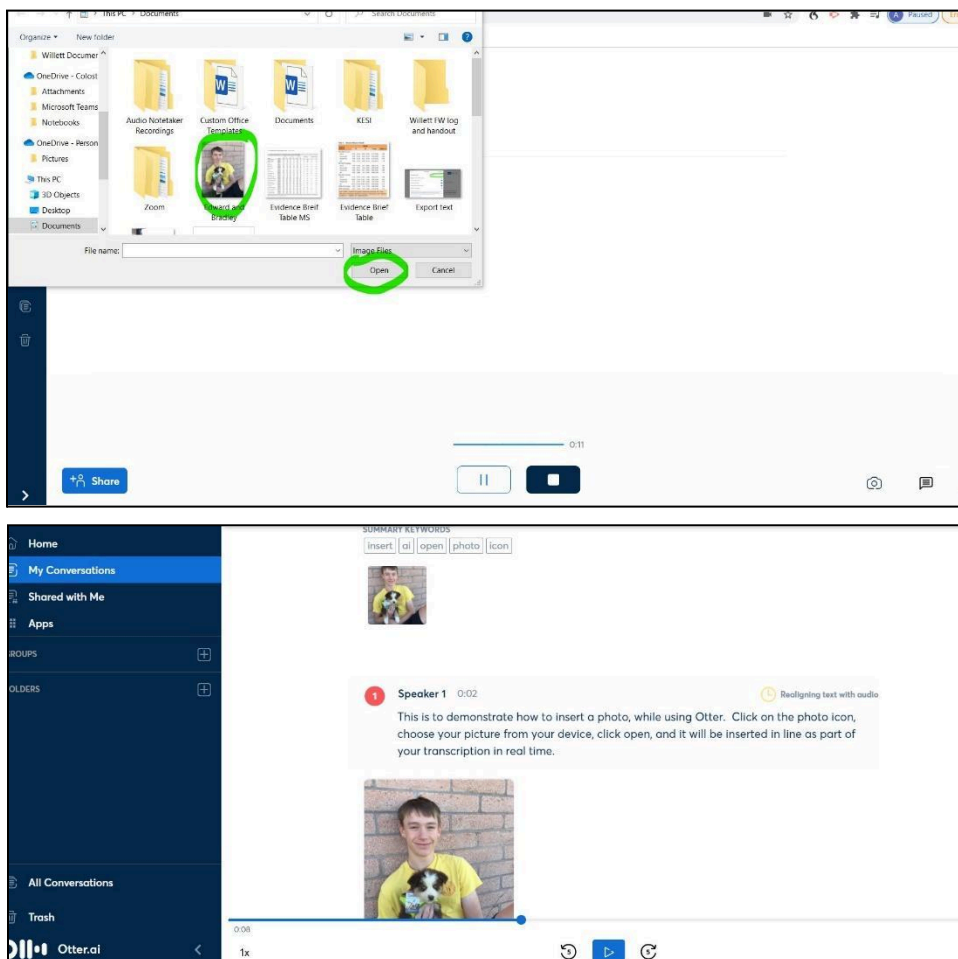 This PC > Documents
Search Documents
Paused
Organize
New folder
Willett Documer
OneDrive - Colost
Attachments
Microsoft Teams
Notebooks
OneDrive - Person
Pictures
This PC
3D Objects
Desktop
Documents
Audio Notetaker
Recordings
Custom Office
Templates
Documents
KESI
Willett FW log
and handout
Zoom
Edward and
Bradley
Evidence Breif
Table MS
Evidence Brief
Table
Export text
File name:
Image Files
Open
Cancel
0:11
Share
SUMMARY KEYWORDS
insert ai open photo icon
Home
My Conversations
Shared with Me
Apps
ROUPS
OLDERS
1 Speaker 1 0:02
Realigning text with audio
This is to demonstrate how to insert a photo, while using Otter. Click on the photo icon,
choose your picture from your device, click open, and it will be inserted in line as part of
your transcription in real time.
All Conversations
Trash
0:08
Otter.ai
1x
5
5